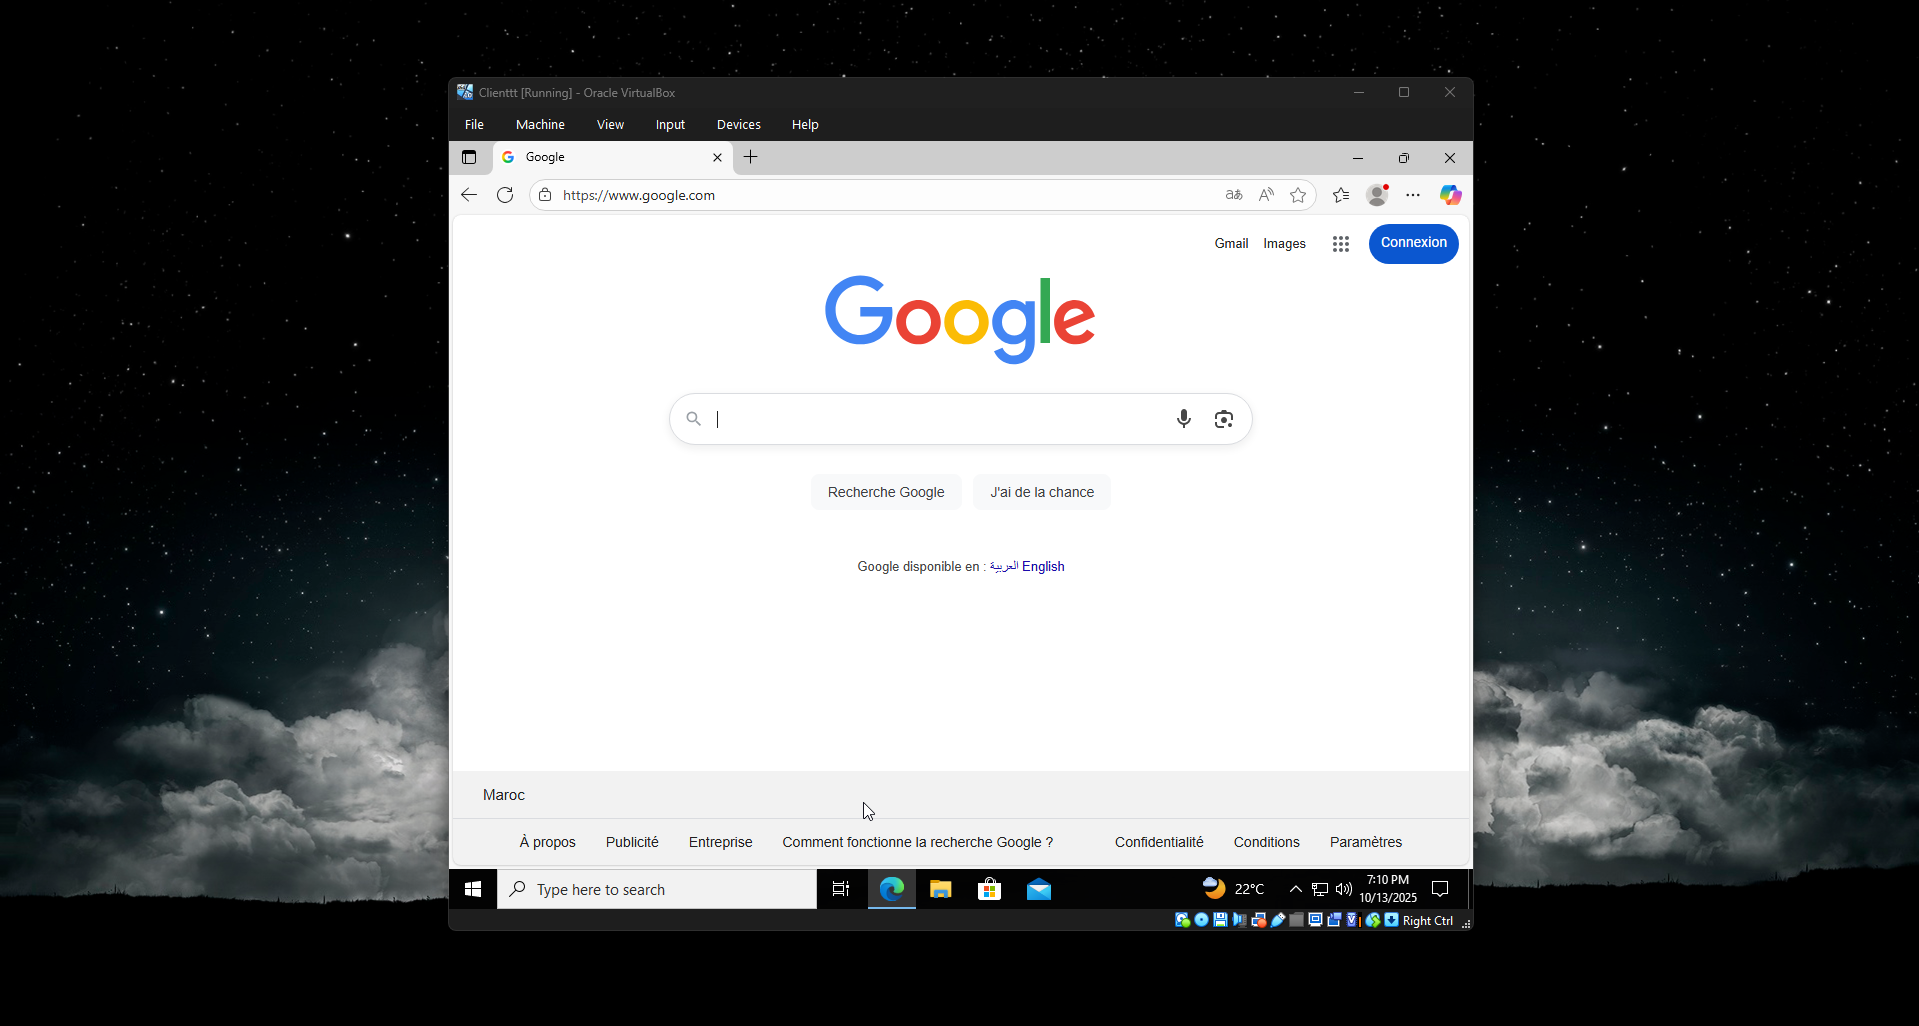 Clienttt [Running] - Oracle VirtualBox
File Machine View Input Devices Help
Google
https://www.google.com
Gmail Images Connexion
Google
Recherche Google J'ai de la chance
Google disponible en : العربية English
Maroc
À propos Publicité Entreprise Comment fonctionne la recherche Google ? Confidentialité Conditions Paramètres
Type here to search 22°C 7:10 PM
10/13/2025
Right Ctrl